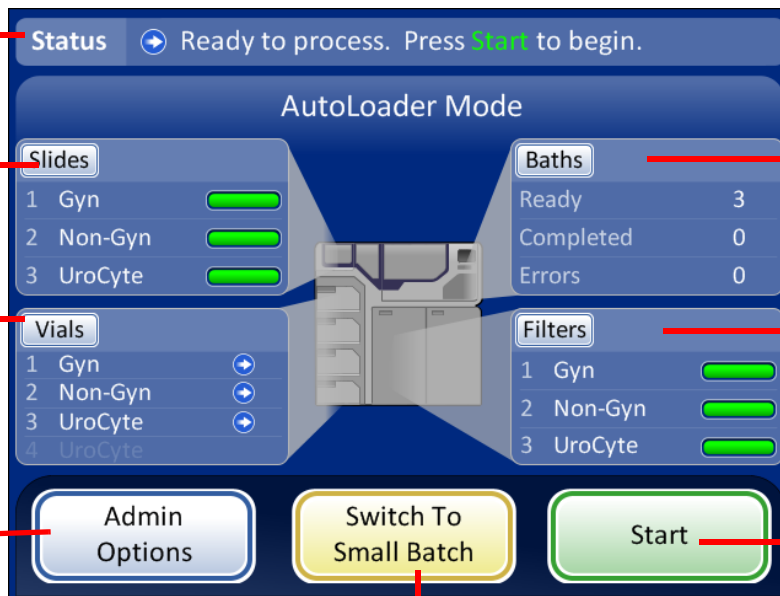 Status Ready to process. Press Start to begin.
AutoLoader Mode
Slides
1 Gyn
2 Non-Gyn
3 UroCyte
Baths
Ready 3
Completed 0
Errors 0
Vials
1 Gyn
2 Non-Gyn
3 UroCyte
4 UroCyte
Filters
1 Gyn
2 Non-Gyn
3 UroCyte
Admin
Options
Switch To
Small Batch
Start